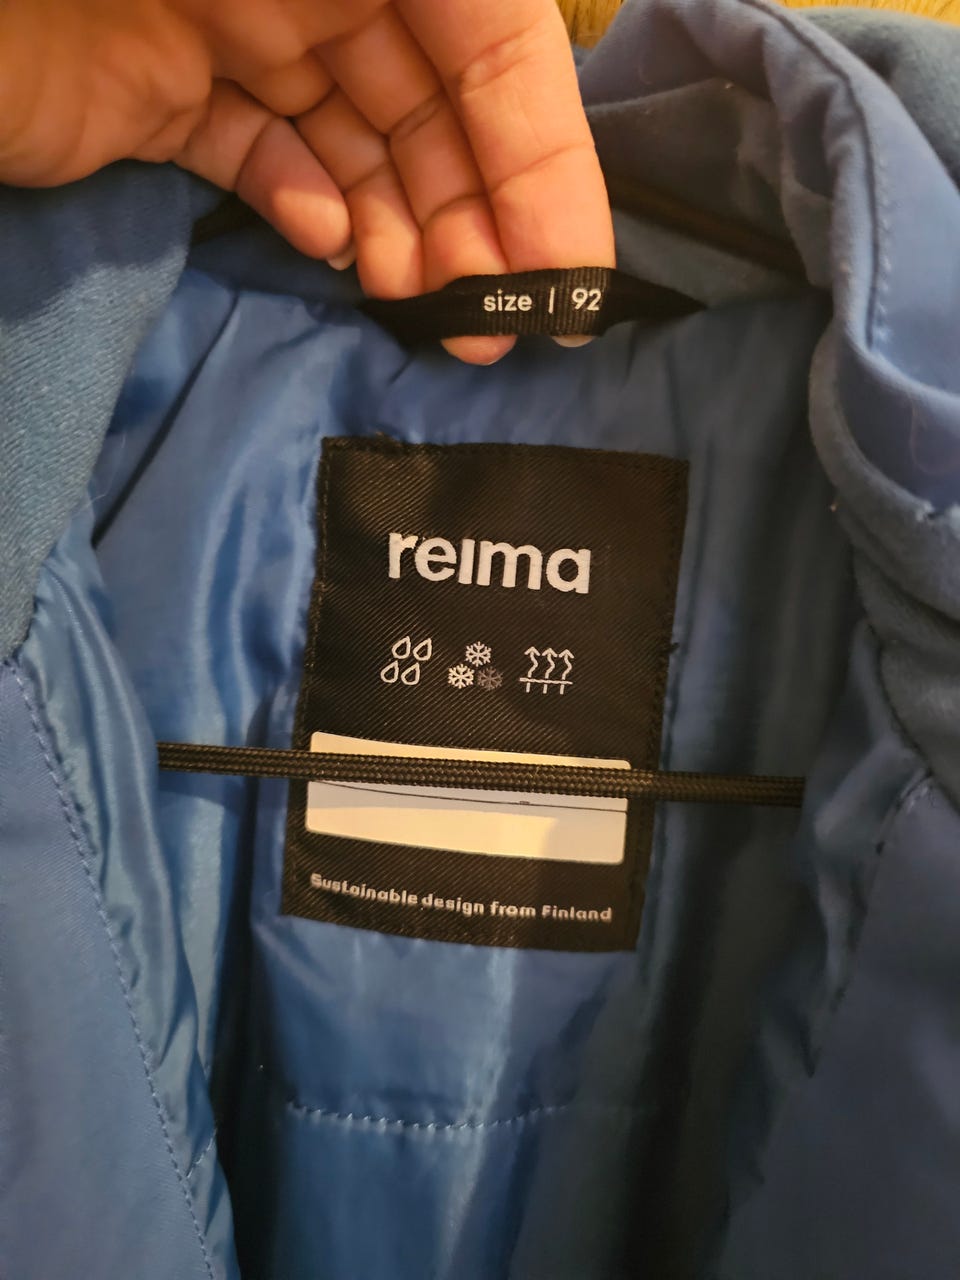 size | 92
reima
Sustainable design from Finland